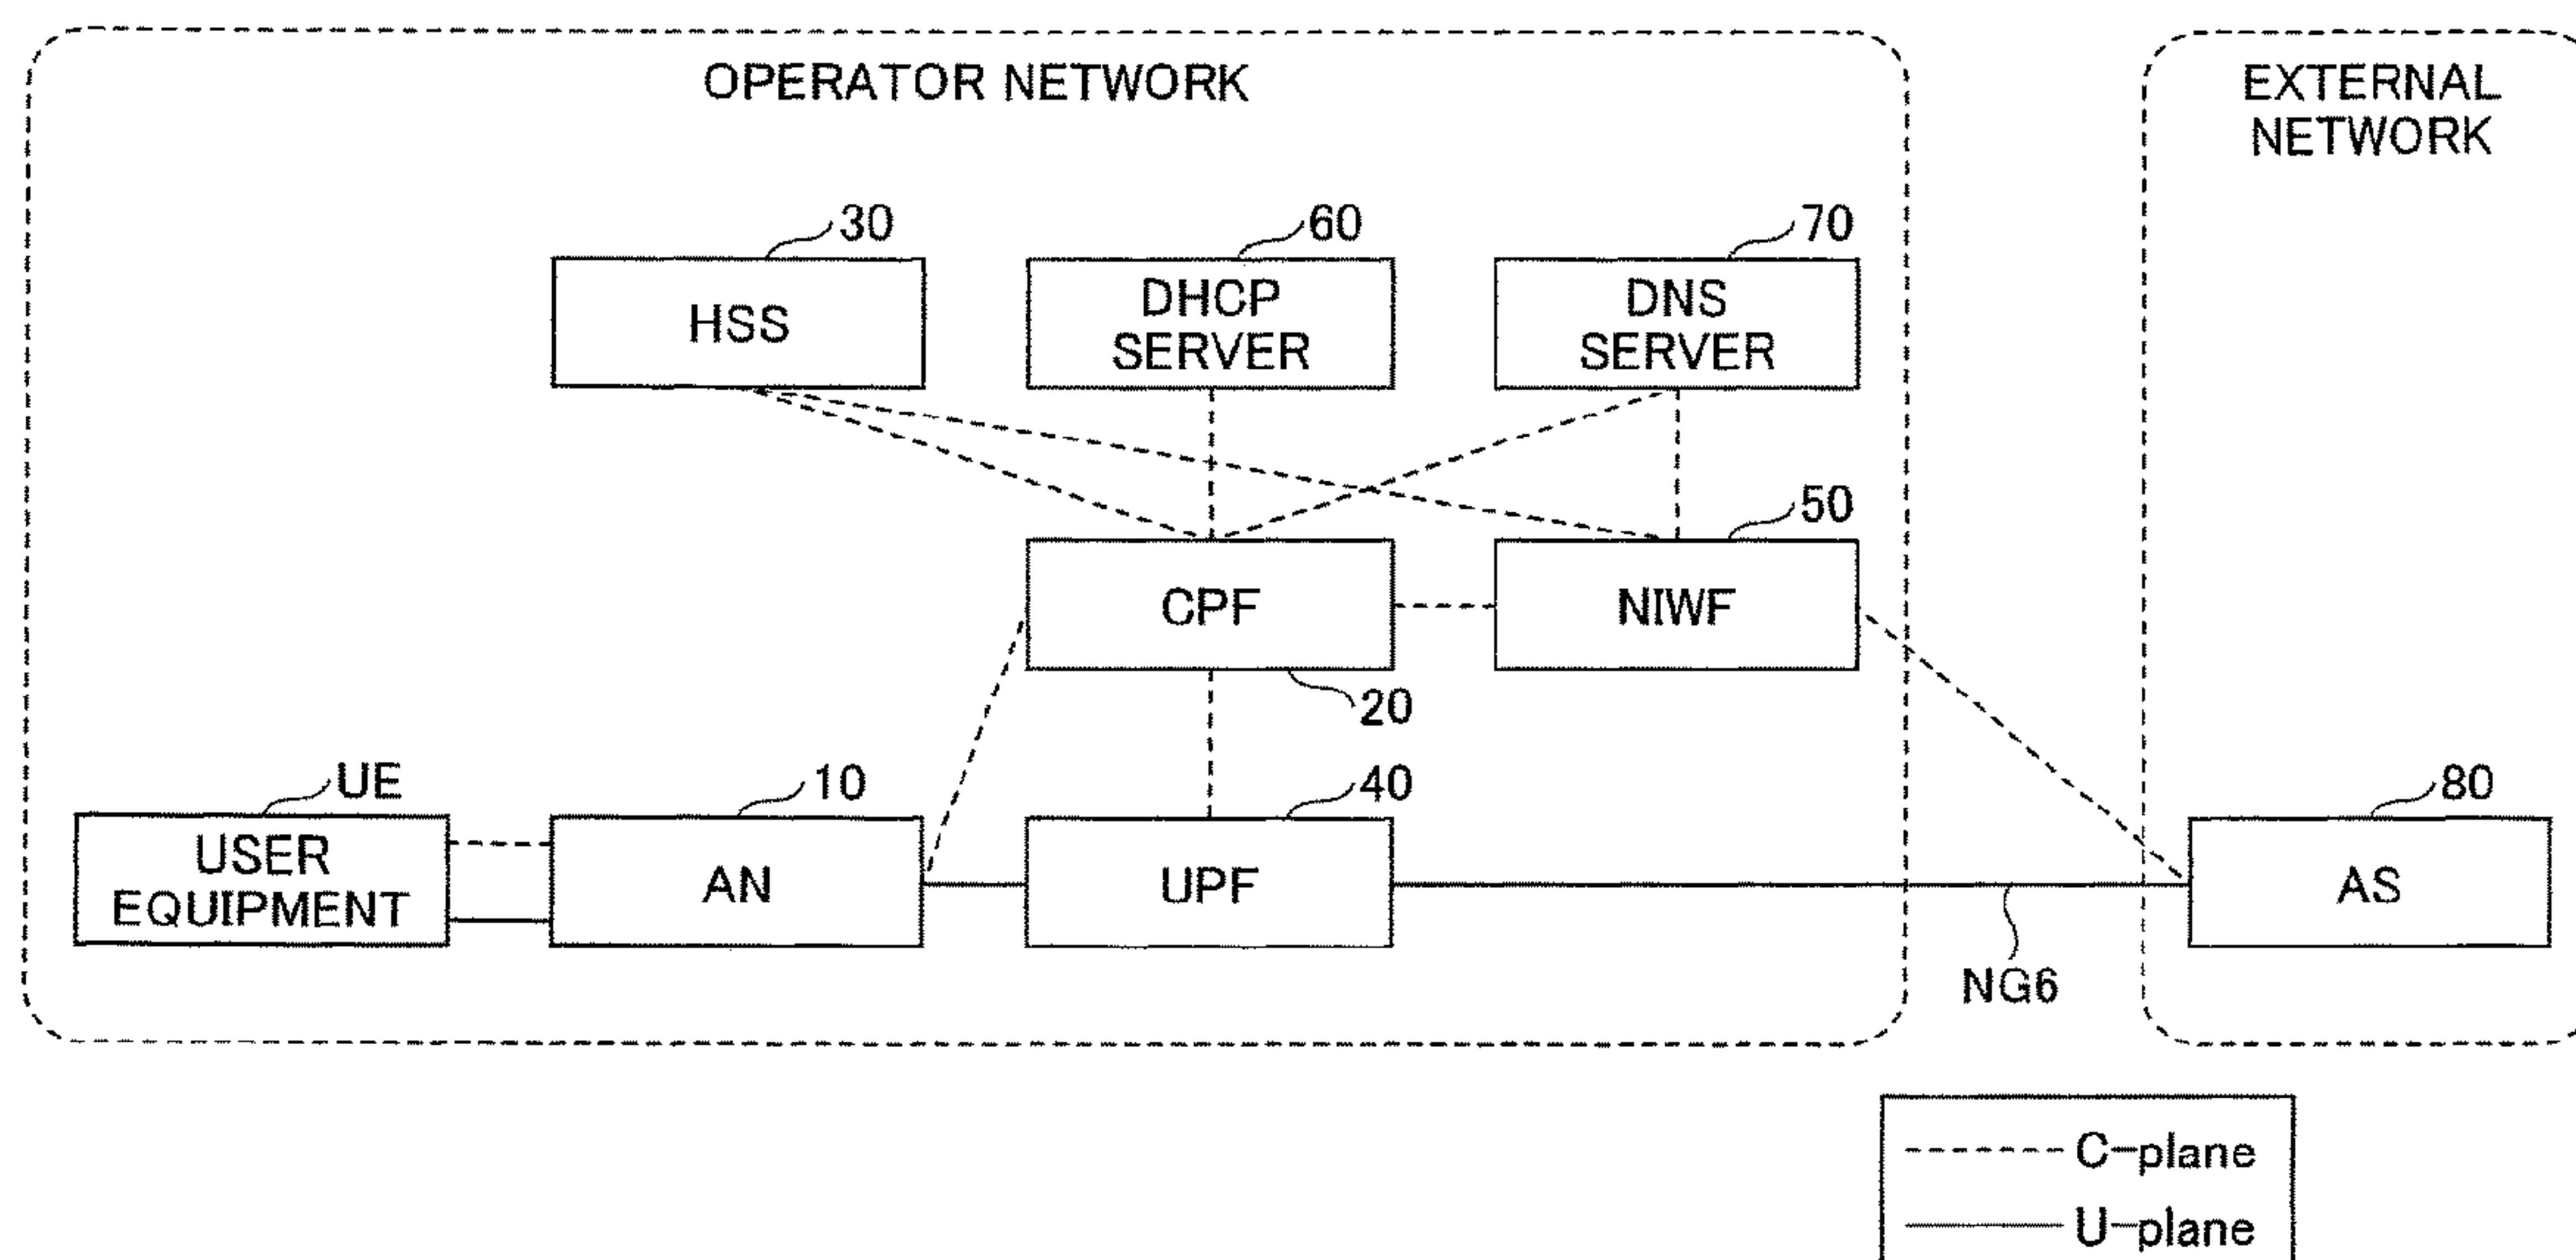 OPERATOR NETWORK
EXTERNAL
NETWORK
30
60
70
HSS
DHCP
SERVER
DNS
SERVER
50
CPF
NIWF
20
UE
10
40
80
USER
EQUIPMENT
AN
UPF
AS
NG6
C-plane
U-plane